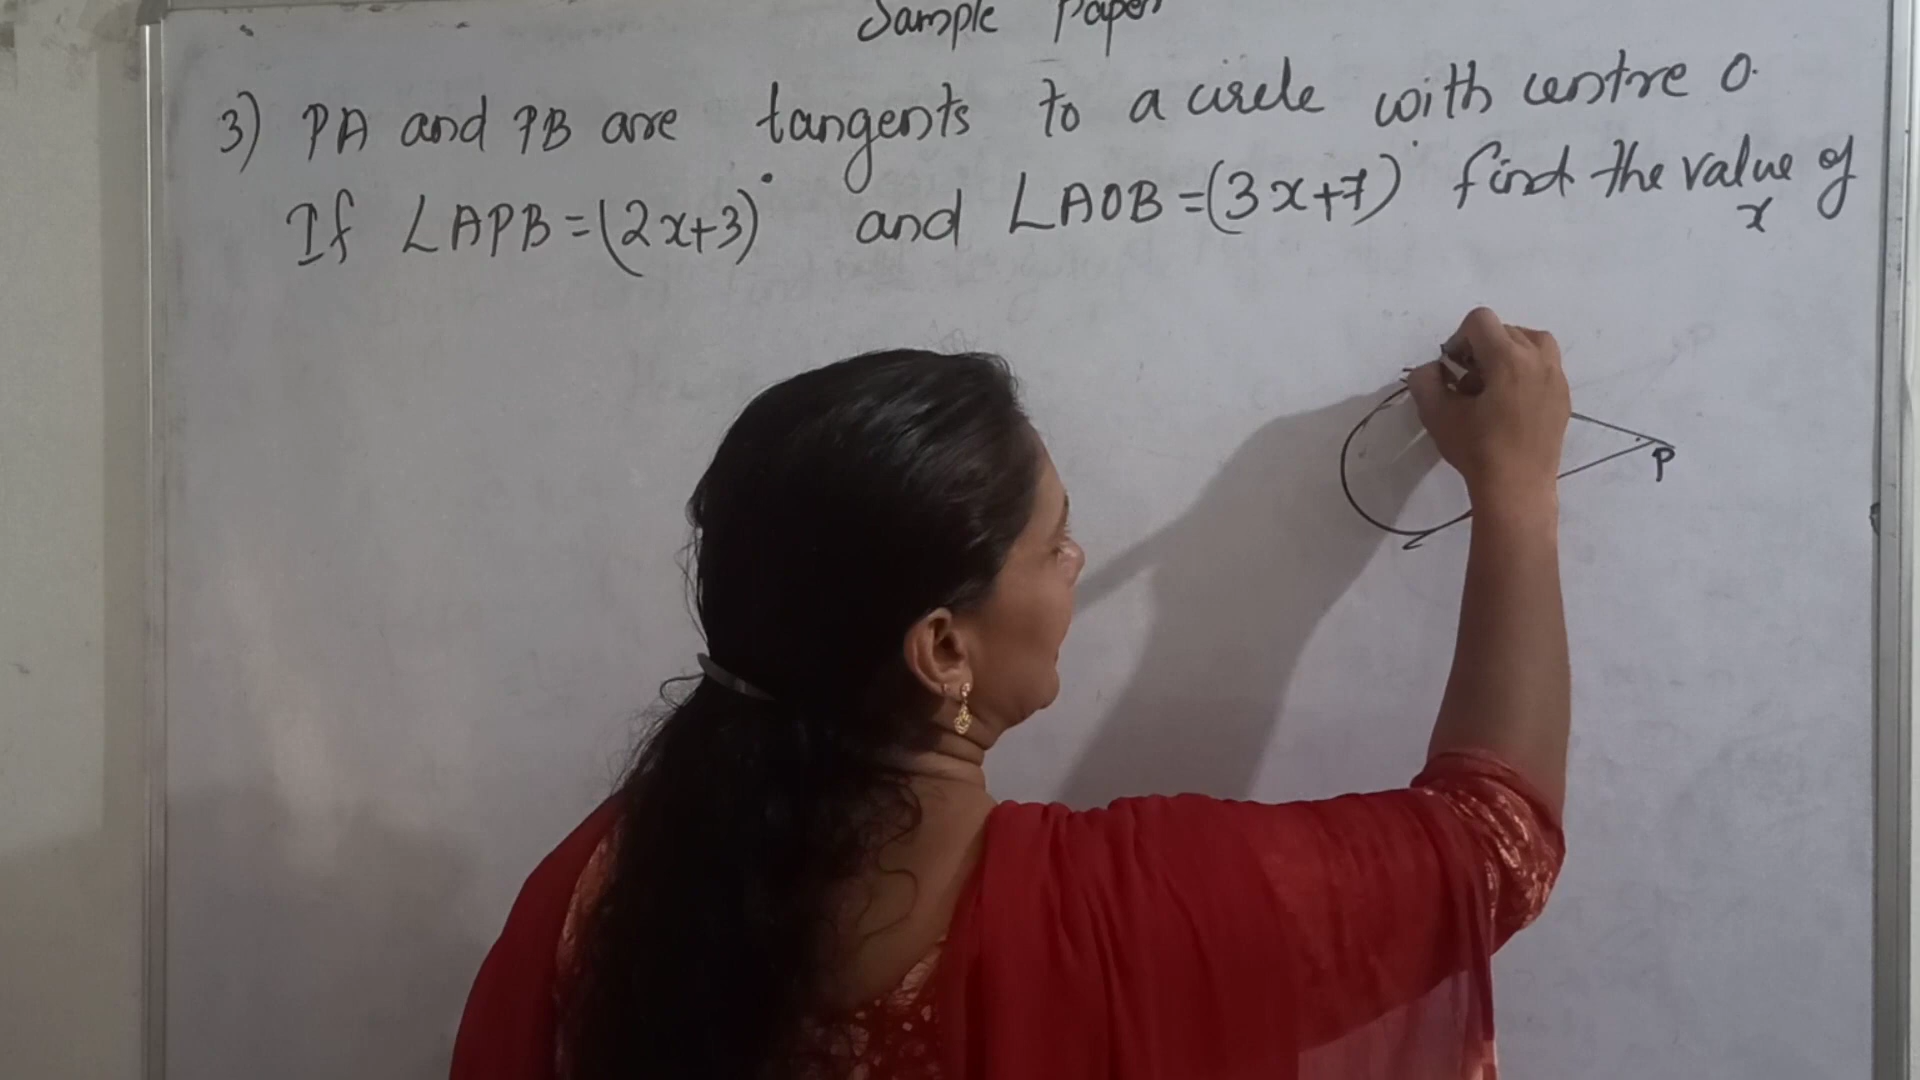 Sample Paper
3) PA and PB are tangents to a circle with centre O.
If ∠APB=(2x+3)° and ∠AOB=(3x+7)° find the value of
x
P